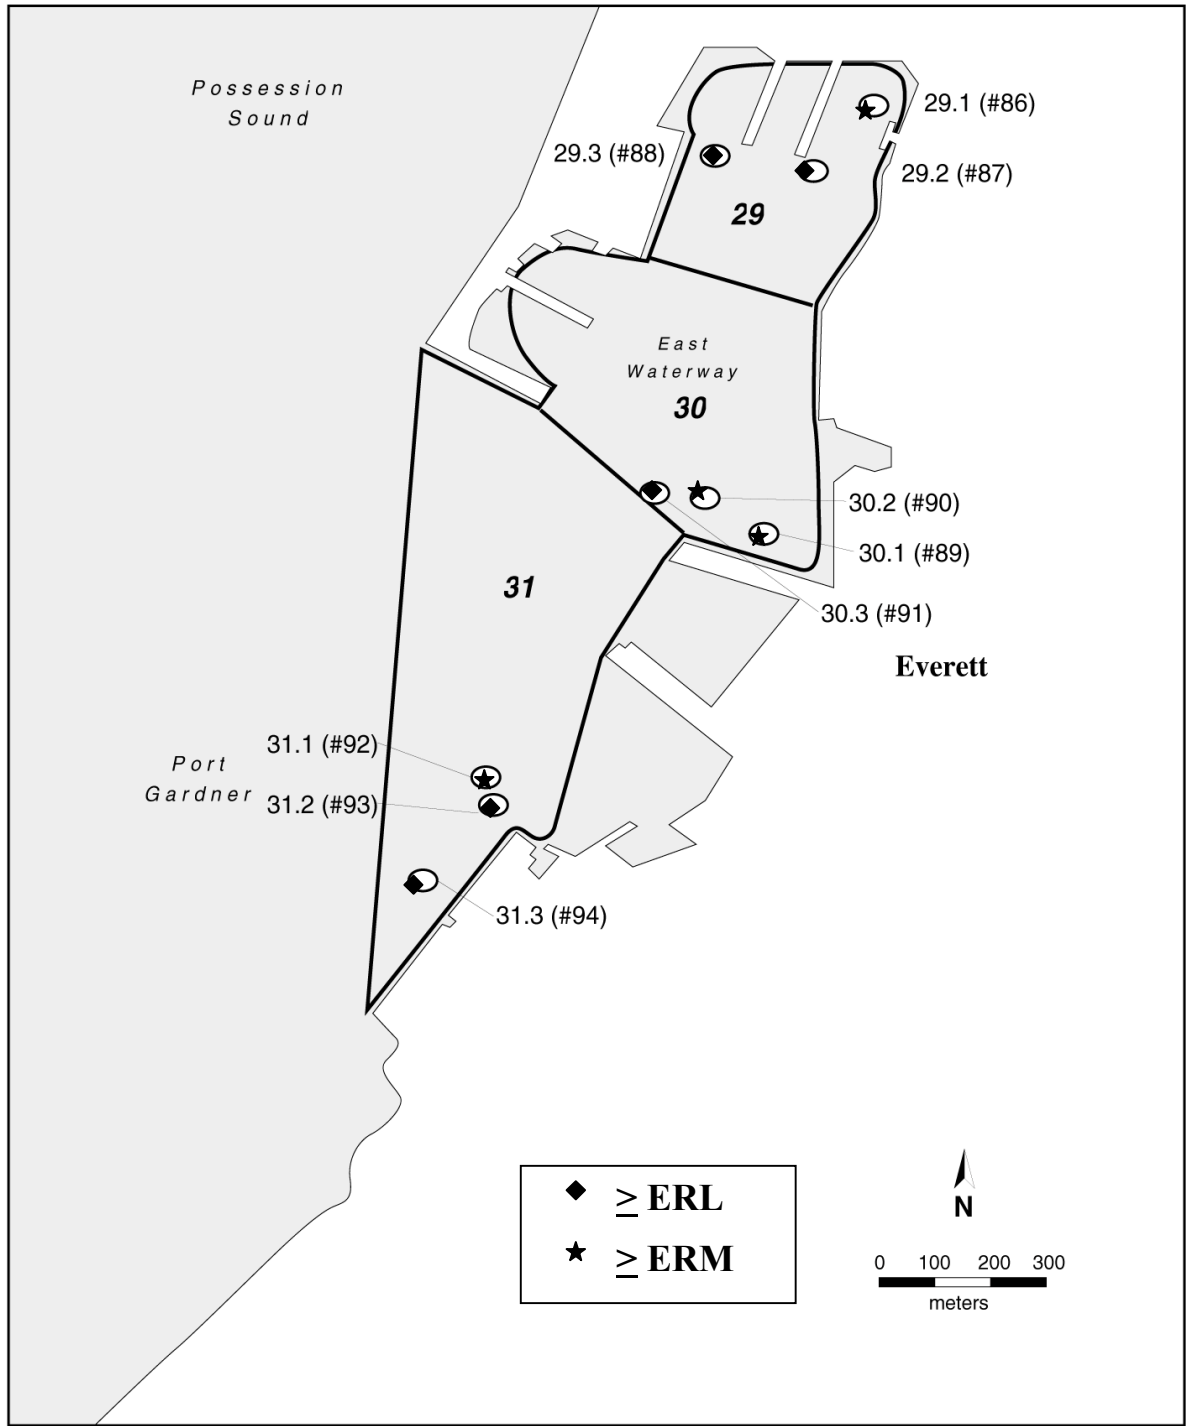 Possession
Sound
29.1 (#86)
29.3 (#88)
29.2 (#87)
29
East
Waterway
30
30.2 (#90)
30.1 (#89)
31
30.3 (#91)
Everett
31.1 (#92)
Port
Gardner
31.2 (#93)
31.3 (#94)
≥ ERL
≥ ERM
N
0 100 200 300
meters